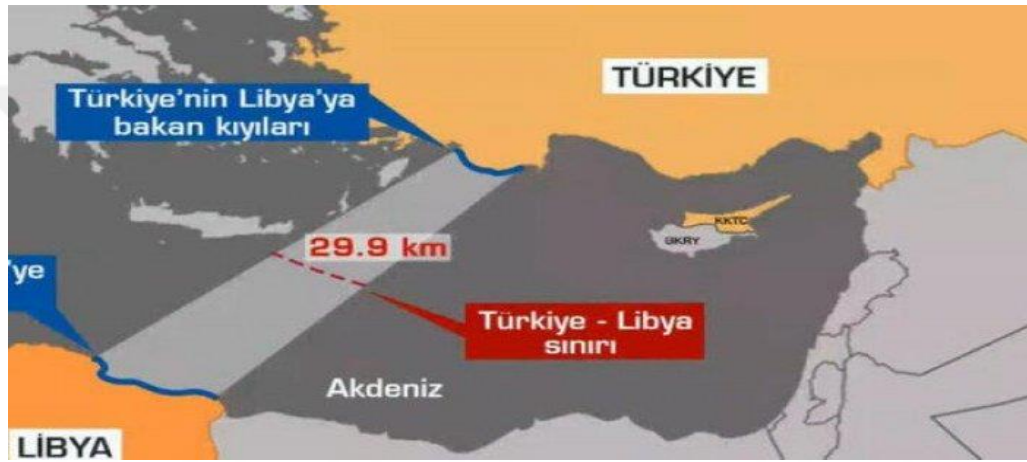 TÜRKİYE
Türkiye'nin Libya'ya
bakan kıyıları
KKTC
GKRY
29.9 km
'ye
Türkiye - Libya
sınırı
Akdeniz
LİBYA